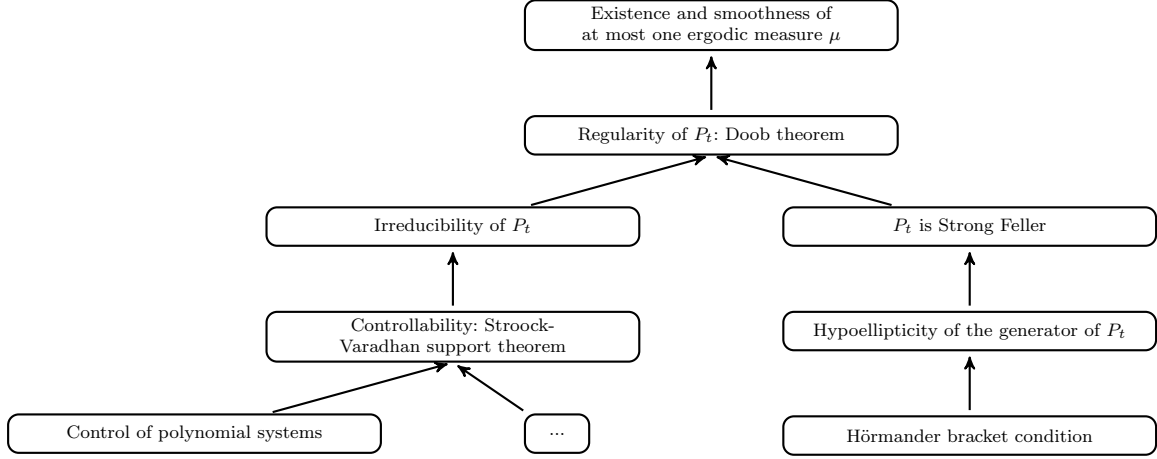 Existence and smoothness of
at most one ergodic measure μ
Regularity of P_t: Doob theorem
Irreducibility of P_t
P_t is Strong Feller
Controllability: Stroock-
Varadhan support theorem
Hypoellipticity of the generator of P_t
Control of polynomial systems
...
Hörmander bracket condition